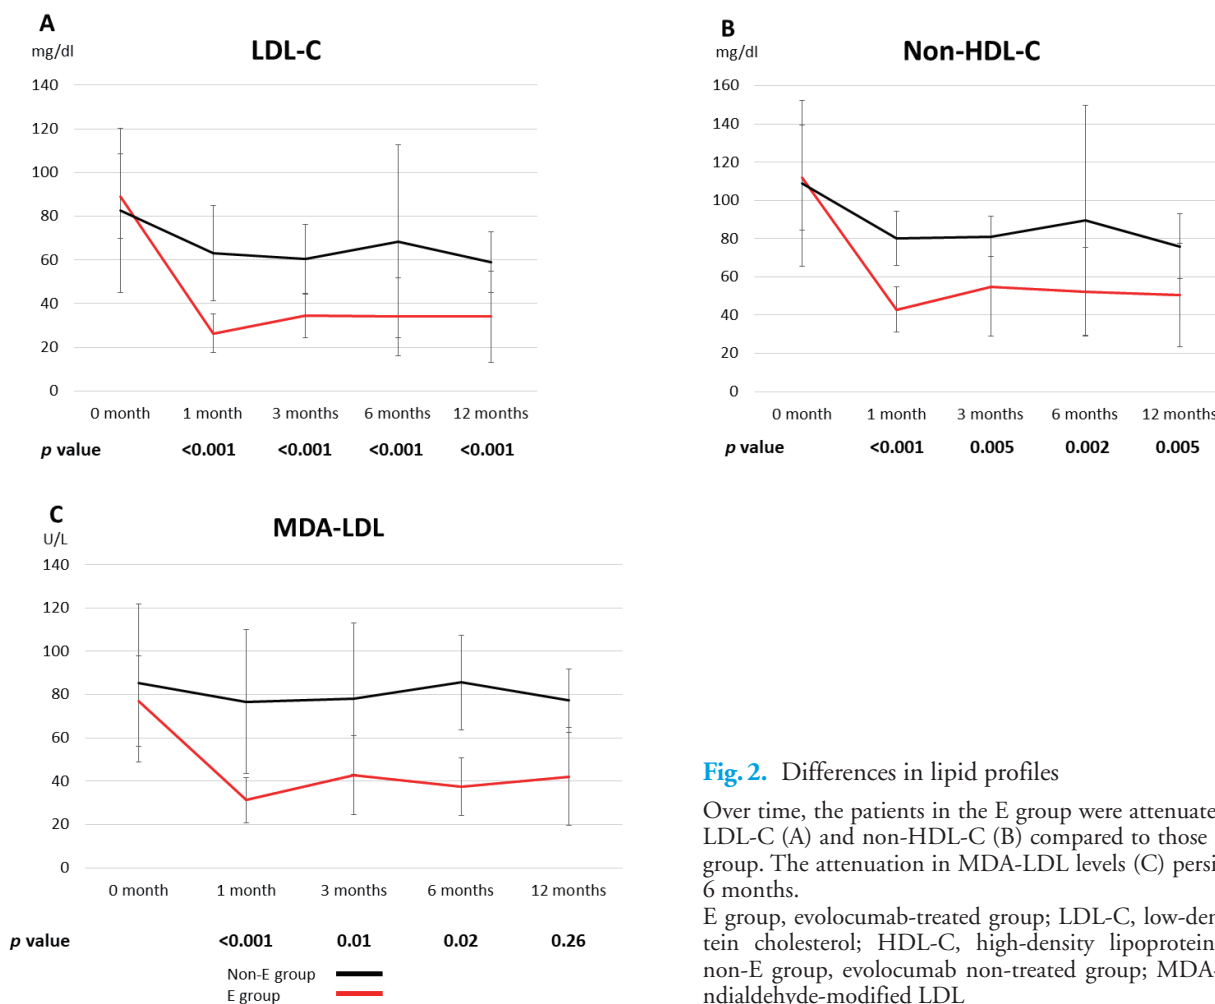 A
mg/dl
LDL-C
140
120
100
80
60
40
20
0
0 month 1 month 3 months 6 months 12 months
p value <0.001 <0.001 <0.001 <0.001
B
mg/dl
Non-HDL-C
160
140
120
100
80
60
40
20
0
0 month 1 month 3 months 6 months 12 months
p value <0.001 0.005 0.002 0.005
C
U/L
MDA-LDL
140
120
100
80
60
40
20
0
0 month 1 month 3 months 6 months 12 months
p value <0.001 0.01 0.02 0.26
Non-E group
E group
Fig. 2. Differences in lipid profiles
Over time, the patients in the E group were attenuate
LDL-C (A) and non-HDL-C (B) compared to those
group. The attenuation in MDA-LDL levels (C) persi
6 months.
E group, evolocumab-treated group; LDL-C, low-den
tein cholesterol; HDL-C, high-density lipoprotein
non-E group, evolocumab non-treated group; MDA-
ndialdehyde-modified LDL